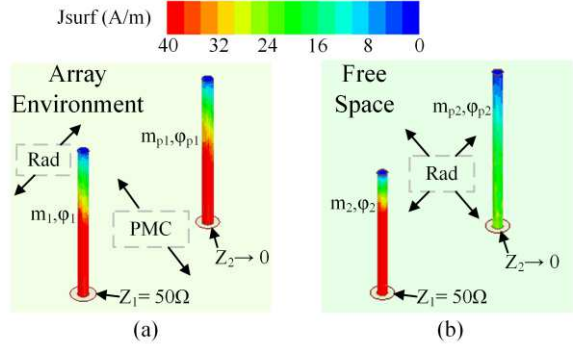 Jsurf (A/m)
40 32 24 16 8 0
Array
Environment
Rad
m₁,φ₁
mₚ₁,φₚ₁
PMC
Z₂→ 0
Z₁= 50Ω
(a)
Free
Space
mₚ₂,φₚ₂
Rad
m₂,φ₂
Z₂→ 0
Z₁= 50Ω
(b)